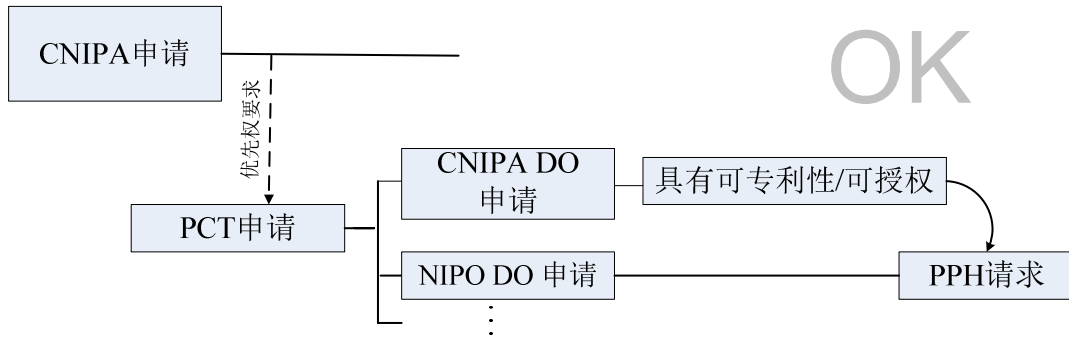 CNIPA申请
OK
优先权要求
CNIPA DO
申请
具有可专利性/可授权
PCT申请
NIPO DO 申请
PPH请求